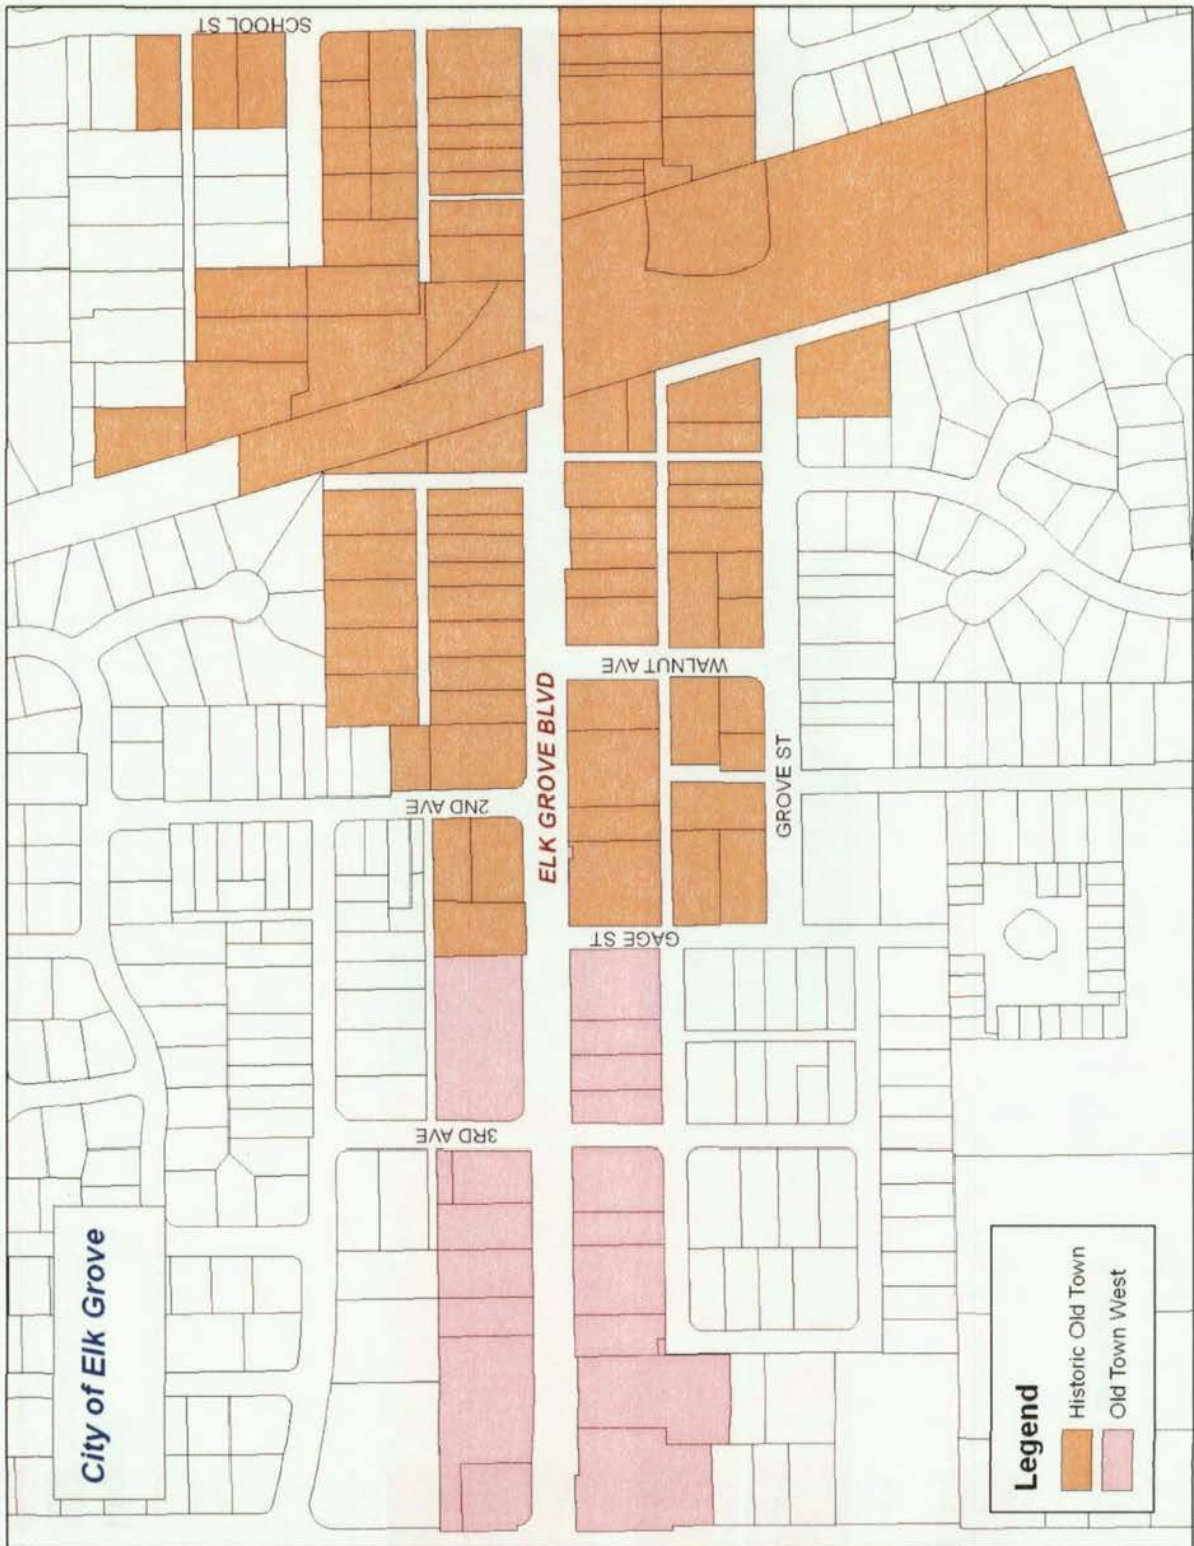 City of Elk Grove
SCHOOL ST
2ND AVE
3RD AVE
ELK GROVE BLVD
WALNUT AVE
GAGE ST
GROVE ST
Legend
Historic Old Town
Old Town West